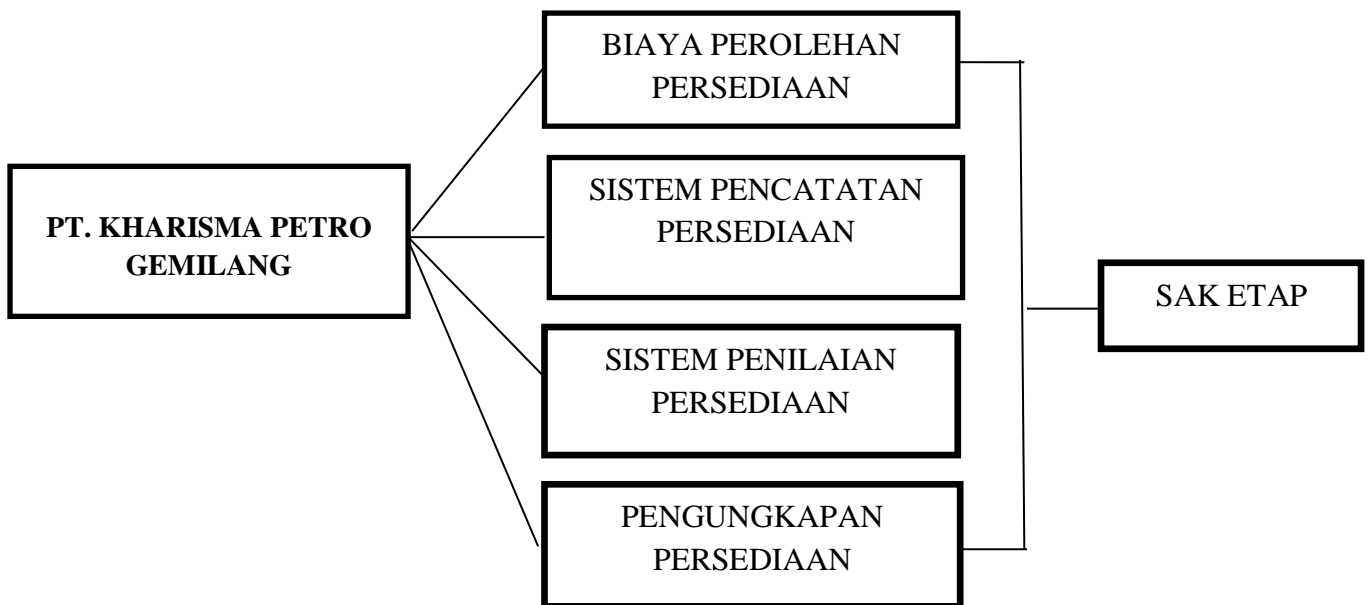 BIAYA PEROLEHAN
PERSEDIAAN
SISTEM PENCATATAN
PERSEDIAAN
PT. KHARISMA PETRO
GEMILANG
SAK ETAP
SISTEM PENILAIAN
PERSEDIAAN
PENGUNGKAPAN
PERSEDIAAN